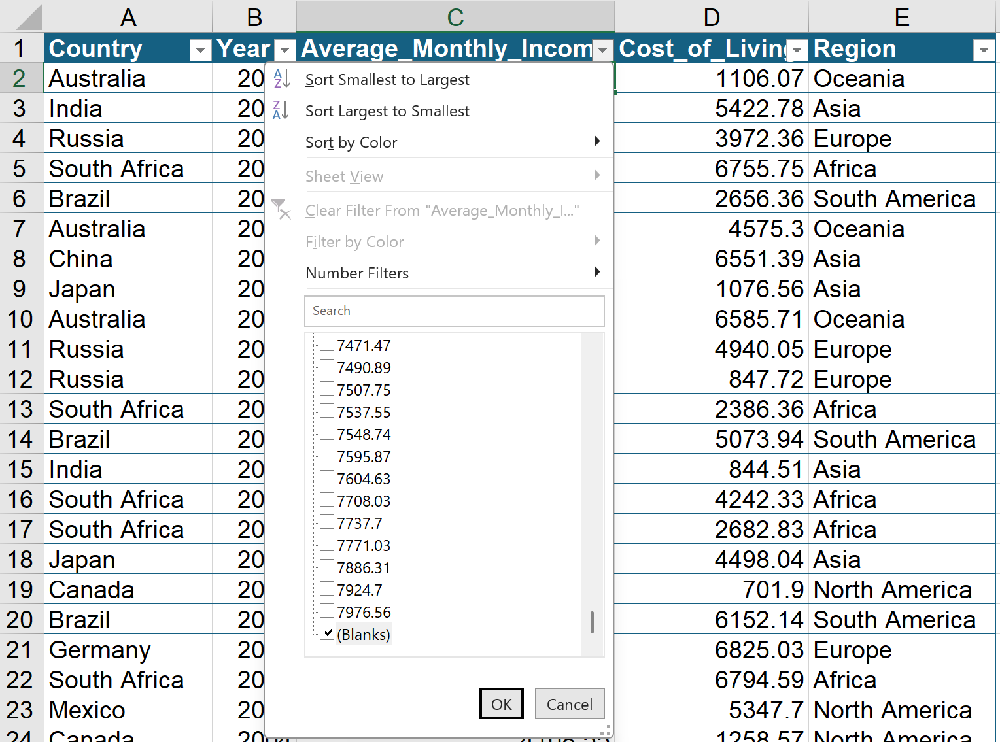 A B C D E
1 Country Year Average_Monthly_Incom Cost_of_Living Region
2 Australia 20 1106.07 Oceania
3 India 20 5422.78 Asia
4 Russia 20 3972.36 Europe
5 South Africa 20 6755.75 Africa
6 Brazil 20 2656.36 South America
7 Australia 20 4575.3 Oceania
8 China 20 6551.39 Asia
9 Japan 20 1076.56 Asia
10 Australia 20 6585.71 Oceania
11 Russia 20 4940.05 Europe
12 Russia 20 847.72 Europe
13 South Africa 20 2386.36 Africa
14 Brazil 20 5073.94 South America
15 India 20 844.51 Asia
16 South Africa 20 4242.33 Africa
17 South Africa 20 2682.83 Africa
18 Japan 20 4498.04 Asia
19 Canada 20 701.9 North America
20 Brazil 20 6152.14 South America
21 Germany 20 6825.03 Europe
22 South Africa 20 6794.59 Africa
23 Mexico 20 5347.7 North America
24 Canada 1258.57 North America
Sort Smallest to Largest
Sort Largest to Smallest
Sort by Color
Sheet View
Clear Filter From "Average_Monthly_I..."
Filter by Color
Number Filters
Search
7471.47
7490.89
7507.75
7537.55
7548.74
7595.87
7604.63
7708.03
7737.7
7771.03
7886.31
7924.7
7976.56
(Blanks)
OK Cancel